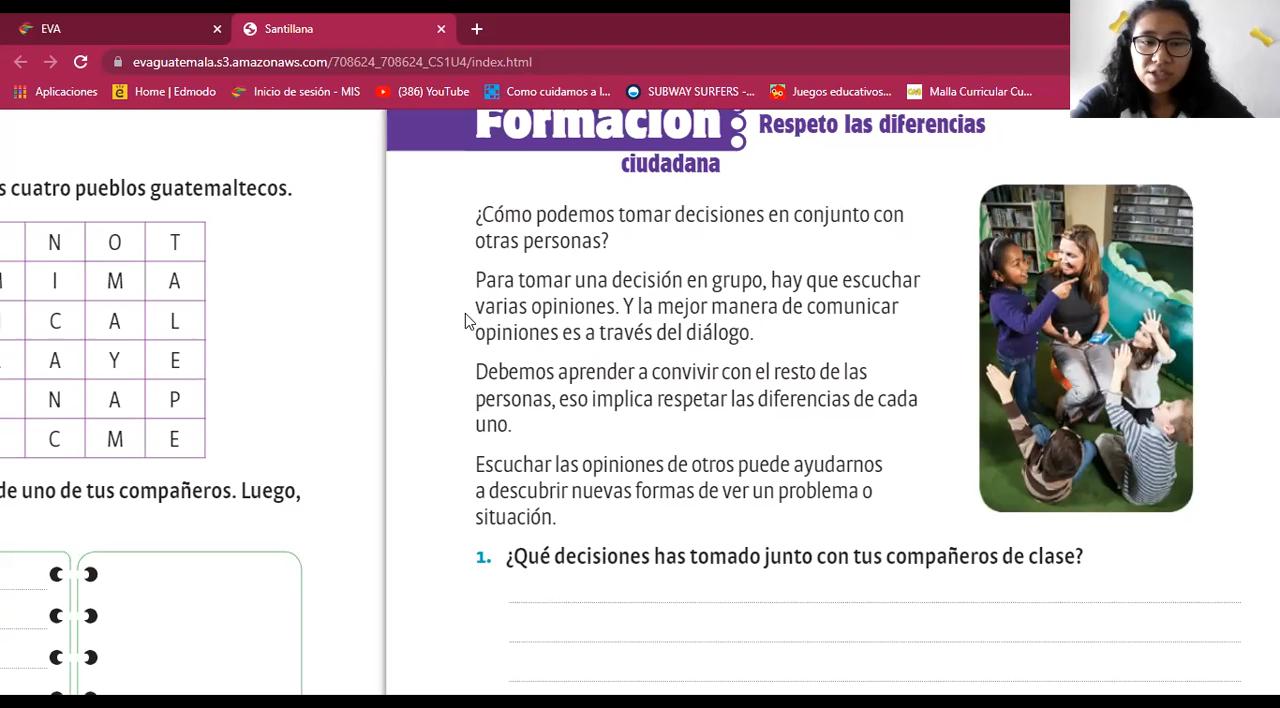 EVA
Santillana
evaguatemala.s3.amazonaws.com/708624_708624_CS1U4/index.html
Aplicaciones
Home | Edmodo
Inicio de sesión - MIS
(386) YouTube
Como cuidamos a l...
SUBWAY SURFERS -...
Juegos educativos...
Malla Curricular Cu...
s cuatro pueblos guatemaltecos.
N O T
I M A
C A L
A Y E
N A P
C M E
de uno de tus compañeros. Luego,
Formación
Respeto las diferencias
ciudadana
¿Cómo podemos tomar decisiones en conjunto con
otras personas?
Para tomar una decisión en grupo, hay que escuchar
varias opiniones. Y la mejor manera de comunicar
opiniones es a través del diálogo.
Debemos aprender a convivir con el resto de las
personas, eso implica respetar las diferencias de cada
uno.
Escuchar las opiniones de otros puede ayudarnos
a descubrir nuevas formas de ver un problema o
situación.
1. ¿Qué decisiones has tomado junto con tus compañeros de clase?